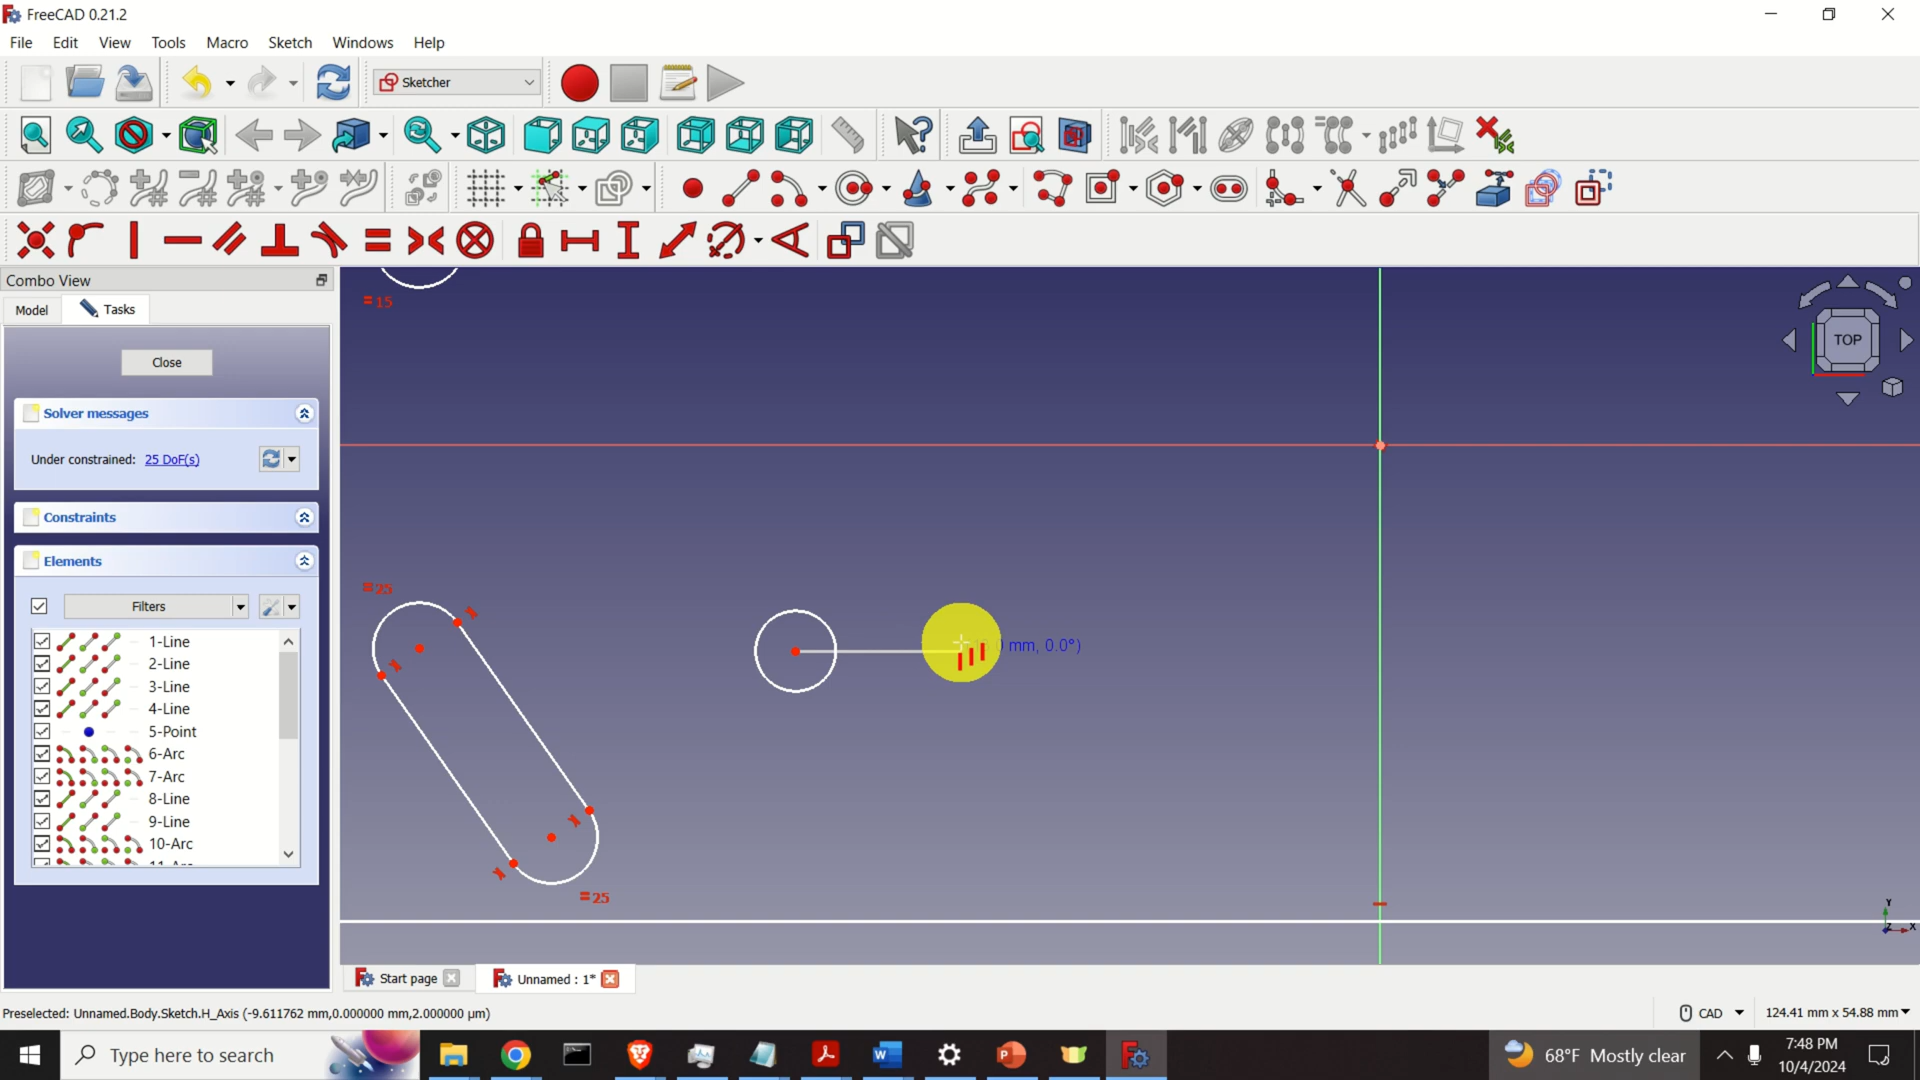 FreeCAD 0.21.2
File Edit View Tools Macro Sketch Windows Help
Sketcher
Combo View
Model Tasks
Close
Solver messages
Under constrained: 25 DoF(s)
Constraints
Elements
Filters
1-Line
2-Line
3-Line
4-Line
5-Point
6-Arc
7-Arc
8-Line
9-Line
10-Arc
=15
TOP
=25
mm, 0.0°)
=25
Y
Z X
Start page Unnamed : 1*
Preselected: Unnamed.Body.Sketch.H_Axis (-9.611762 mm,0.000000 mm,2.000000 μm)
CAD 124.41 mm x 54.88 mm
Type here to search
68°F Mostly clear
7:48 PM
10/4/2024